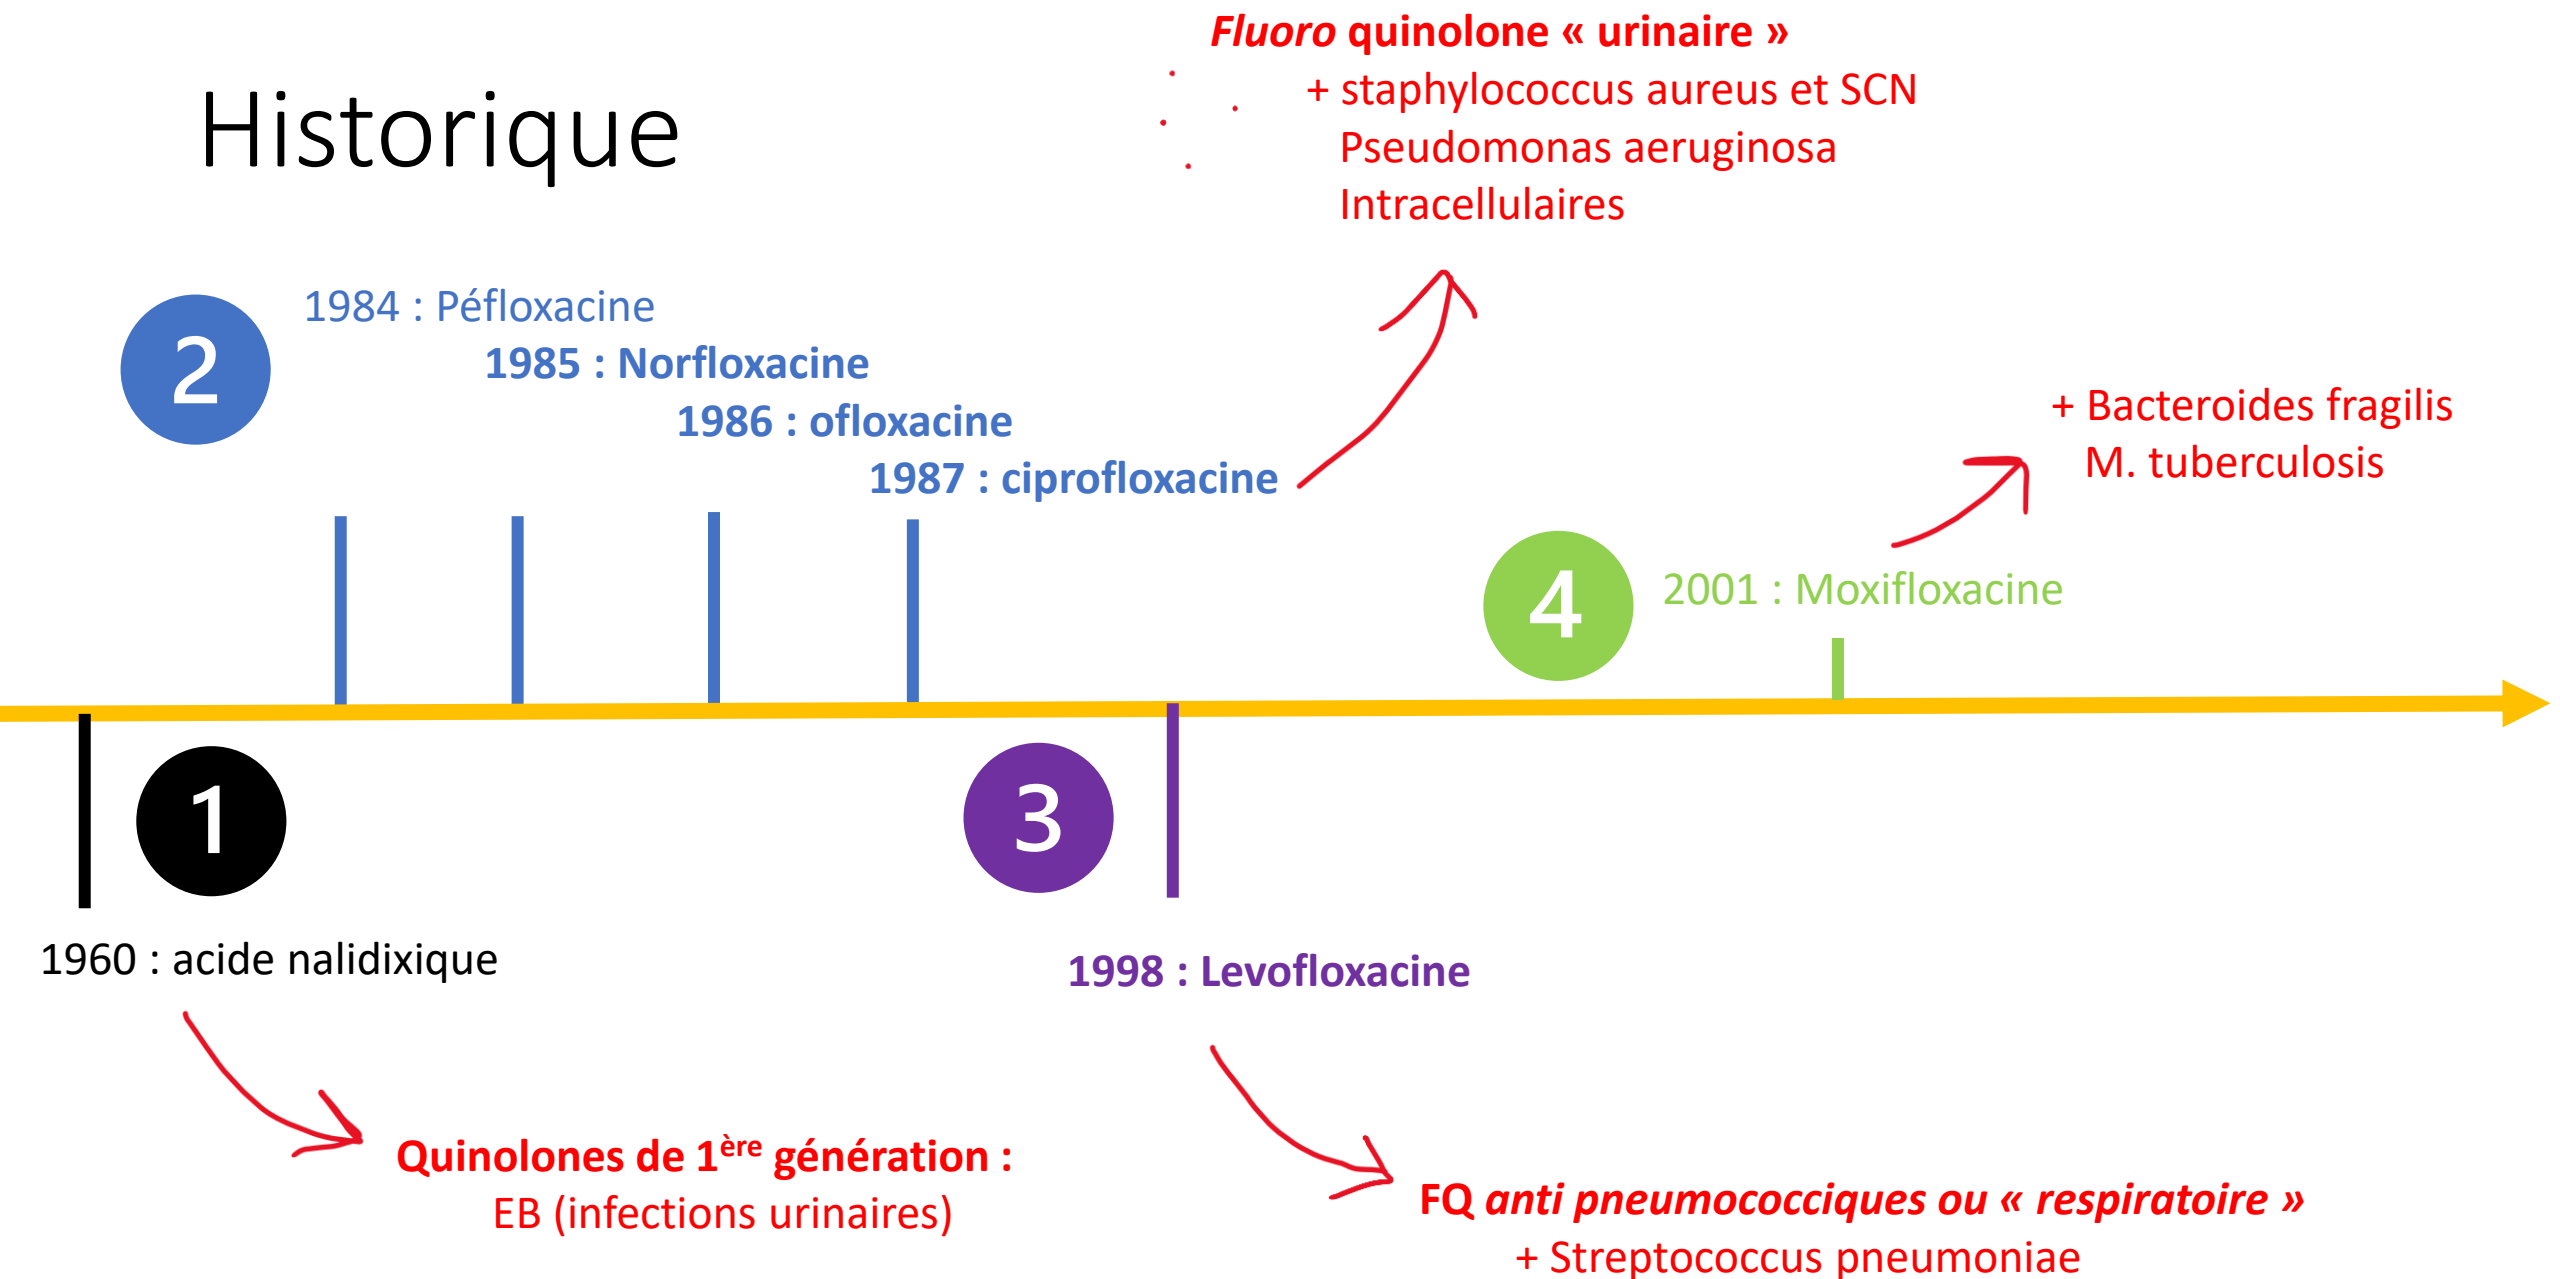 Historique
Fluoro quinolone « urinaire »
+ staphylococcus aureus et SCN
Pseudomonas aeruginosa
Intracellulaires
2
1984 : Péfloxacine
1985 : Norfloxacine
1986 : ofloxacine
1987 : ciprofloxacine
+ Bacteroides fragilis
M. tuberculosis
4
2001 : Moxifloxacine
1
3
1960 : acide nalidixique
1998 : Levofloxacine
Quinolones de 1ère génération :
EB (infections urinaires)
FQ anti pneumococciques ou « respiratoire »
+ Streptococcus pneumoniae